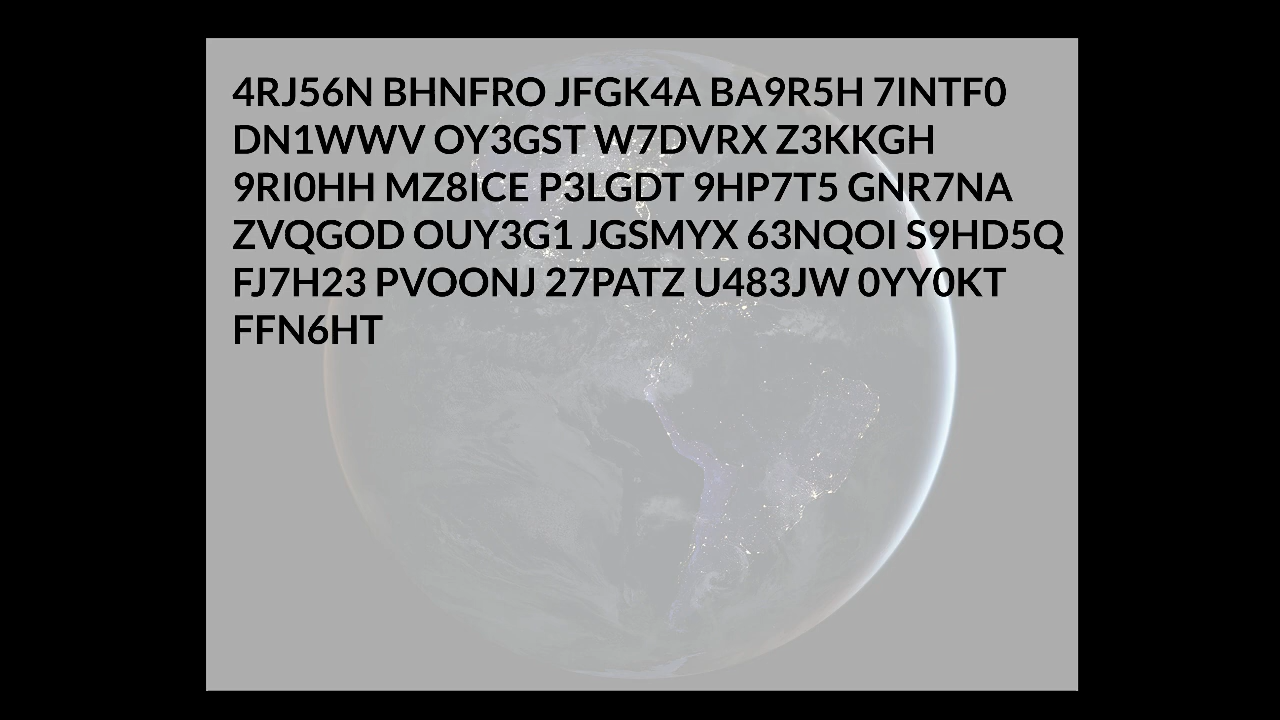 4RJ56N BHNFRO JFGK4A BA9R5H 7INTF0
DN1WWV OY3GST W7DVRX Z3KKGH
9RI0HH MZ8ICE P3LGDT 9HP7T5 GNR7NA
ZVQGOD OUY3G1 JGSMYX 63NQOI S9HD5Q
FJ7H23 PVOONJ 27PATZ U483JW 0YY0KT
FFN6HT